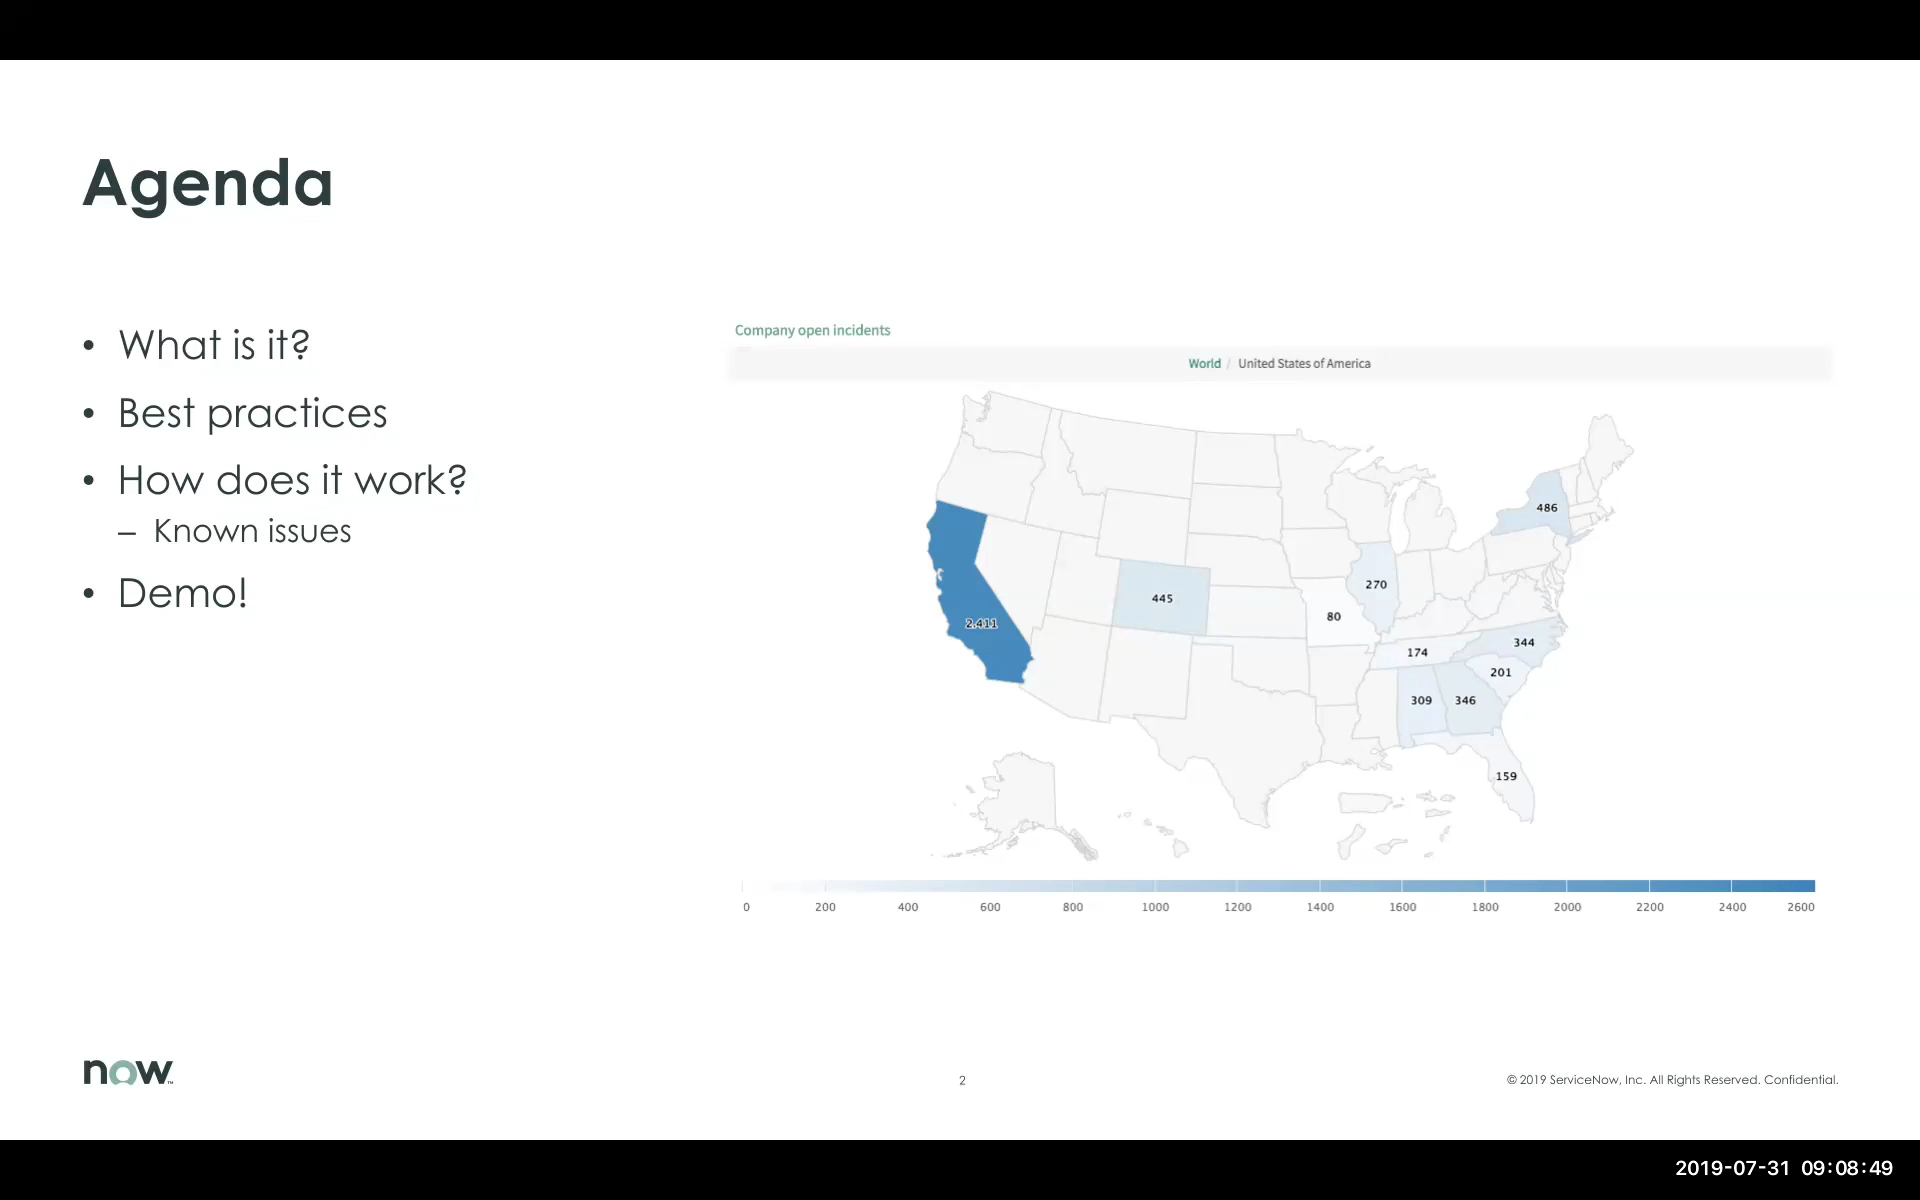 Agenda
• What is it?
• Best practices
• How does it work?
– Known issues
• Demo!
Company open incidents
World / United States of America
486
270
445
80
2,411
344
174
201
309
346
159
0 200 400 600 800 1000 1200 1400 1600 1800 2000 2200 2400 2600
now™
2
© 2019 ServiceNow, Inc. All Rights Reserved. Confidential.
2019-07-31 09:08:49